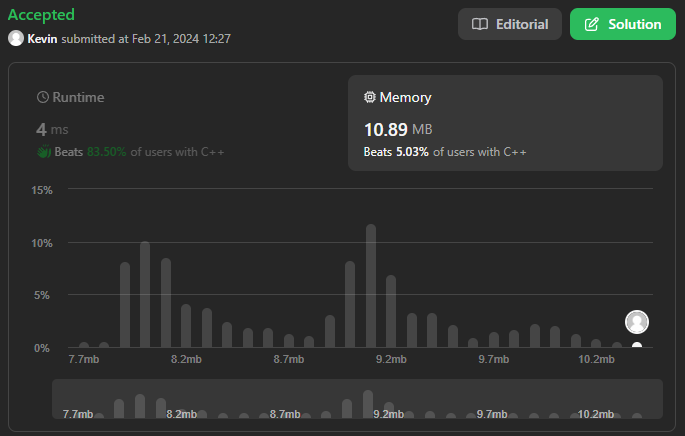 Accepted
Kevin submitted at Feb 21, 2024 12:27
Editorial
Solution
Runtime
4 ms
Beats 83.50% of users with C++
Memory
10.89 MB
Beats 5.03% of users with C++
15%
10%
5%
0%
7.7mb 8.2mb 8.7mb 9.2mb 9.7mb 10.2mb
7.7mb 8.2mb 8.7mb 9.2mb 9.7mb 10.2mb